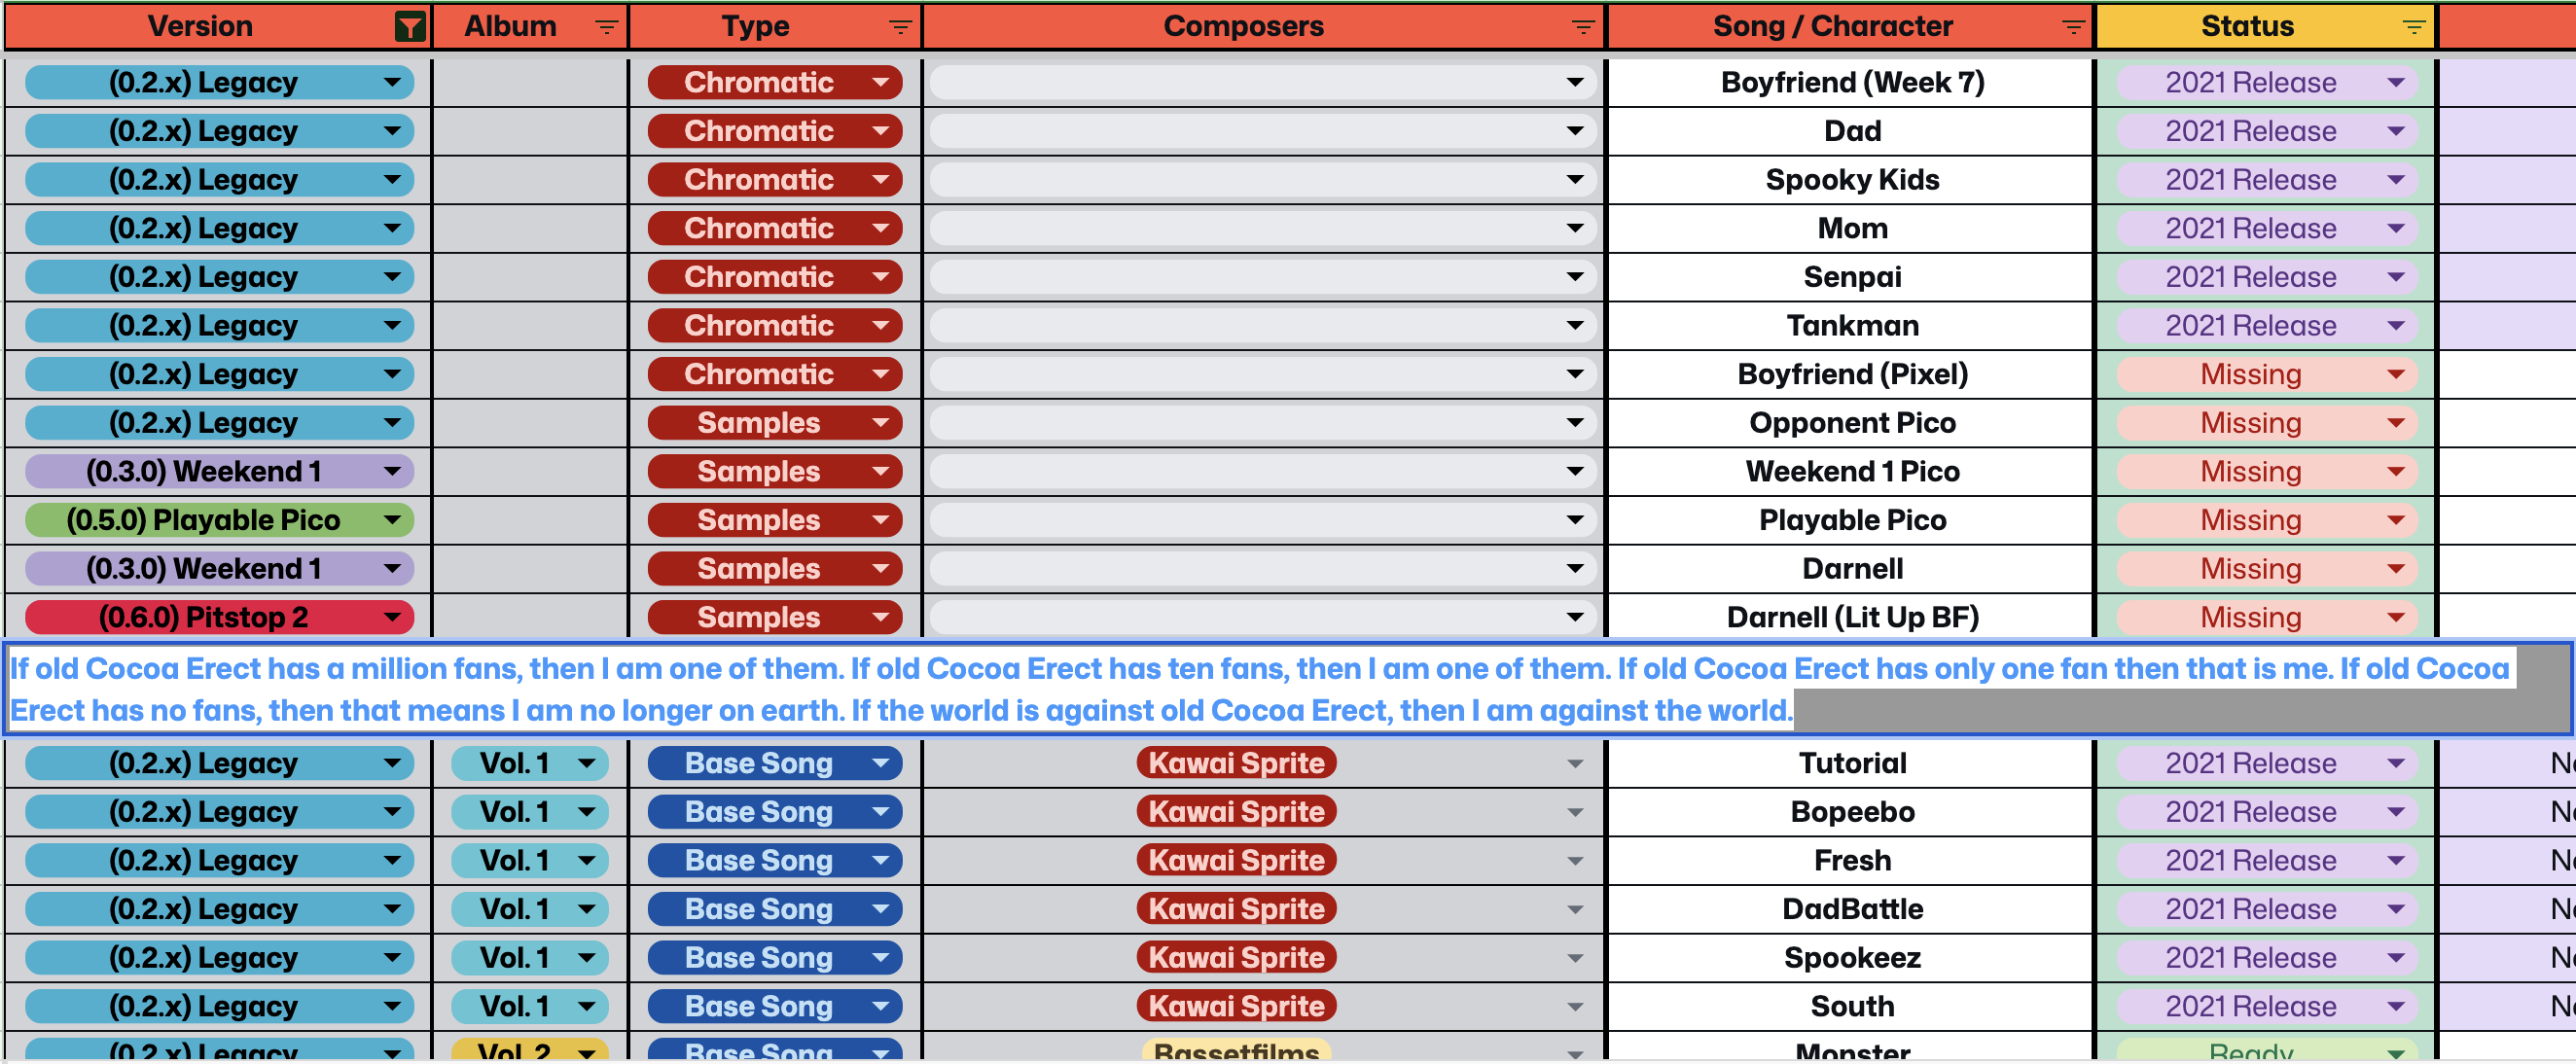 Version Album Type Composers Song / Character Status
(0.2.x) Legacy Chromatic Boyfriend (Week 7) 2021 Release
(0.2.x) Legacy Chromatic Dad 2021 Release
(0.2.x) Legacy Chromatic Spooky Kids 2021 Release
(0.2.x) Legacy Chromatic Mom 2021 Release
(0.2.x) Legacy Chromatic Senpai 2021 Release
(0.2.x) Legacy Chromatic Tankman 2021 Release
(0.2.x) Legacy Chromatic Boyfriend (Pixel) Missing
(0.2.x) Legacy Samples Opponent Pico Missing
(0.3.0) Weekend 1 Samples Weekend 1 Pico Missing
(0.5.0) Playable Pico Samples Playable Pico Missing
(0.3.0) Weekend 1 Samples Darnell Missing
(0.6.0) Pitstop 2 Samples Darnell (Lit Up BF) Missing
If old Cocoa Erect has a million fans, then I am one of them. If old Cocoa Erect has ten fans, then I am one of them. If old Cocoa Erect has only one fan then that is me. If old Cocoa
Erect has no fans, then that means I am no longer on earth. If the world is against old Cocoa Erect, then I am against the world.
(0.2.x) Legacy Vol. 1 Base Song Kawai Sprite Tutorial 2021 Release
(0.2.x) Legacy Vol. 1 Base Song Kawai Sprite Bopeebo 2021 Release
(0.2.x) Legacy Vol. 1 Base Song Kawai Sprite Fresh 2021 Release
(0.2.x) Legacy Vol. 1 Base Song Kawai Sprite DadBattle 2021 Release
(0.2.x) Legacy Vol. 1 Base Song Kawai Sprite Spookeez 2021 Release
(0.2.x) Legacy Vol. 1 Base Song Kawai Sprite South 2021 Release
(0.2.x) Legacy Vol. 2 Base Song Bassetfilms Monster Ready